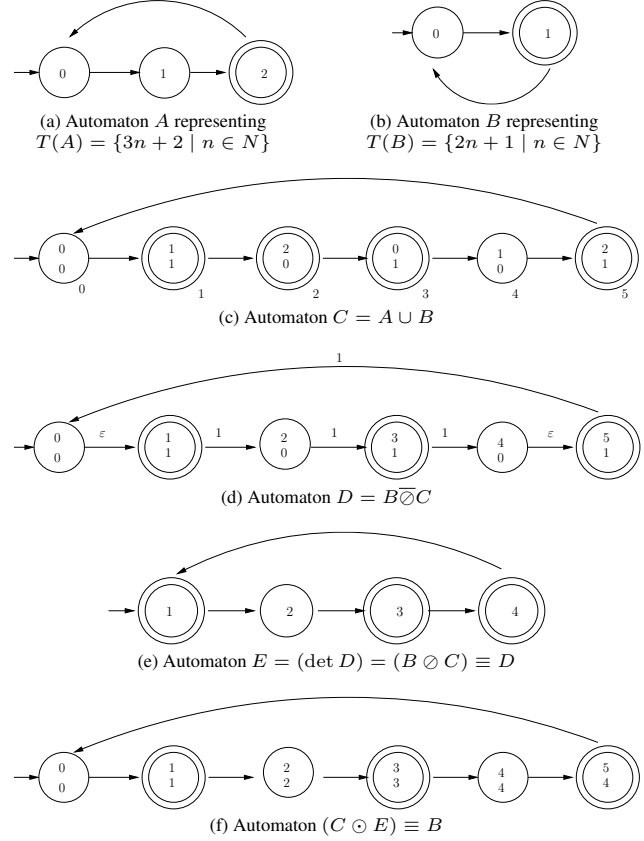 0 1 2
0 1
(a) Automaton A representing
T(A) = {3n + 2 | n ∈ N}
(b) Automaton B representing
T(B) = {2n + 1 | n ∈ N}
0 1 2 0 1 2
0 1 0 1 0 1
0 1 2 3 4 5
(c) Automaton C = A ∪ B
1
ε 1 1 1 ε
0 1 2 3 4 5
0 1 0 1 0 1
(d) Automaton D = B⊘̅C
1 2 3 4
(e) Automaton E = (det D) = (B ⊘ C) ≡ D
0 1 2 3 4 5
0 1 2 3 4 4
(f) Automaton (C ⊙ E) ≡ B